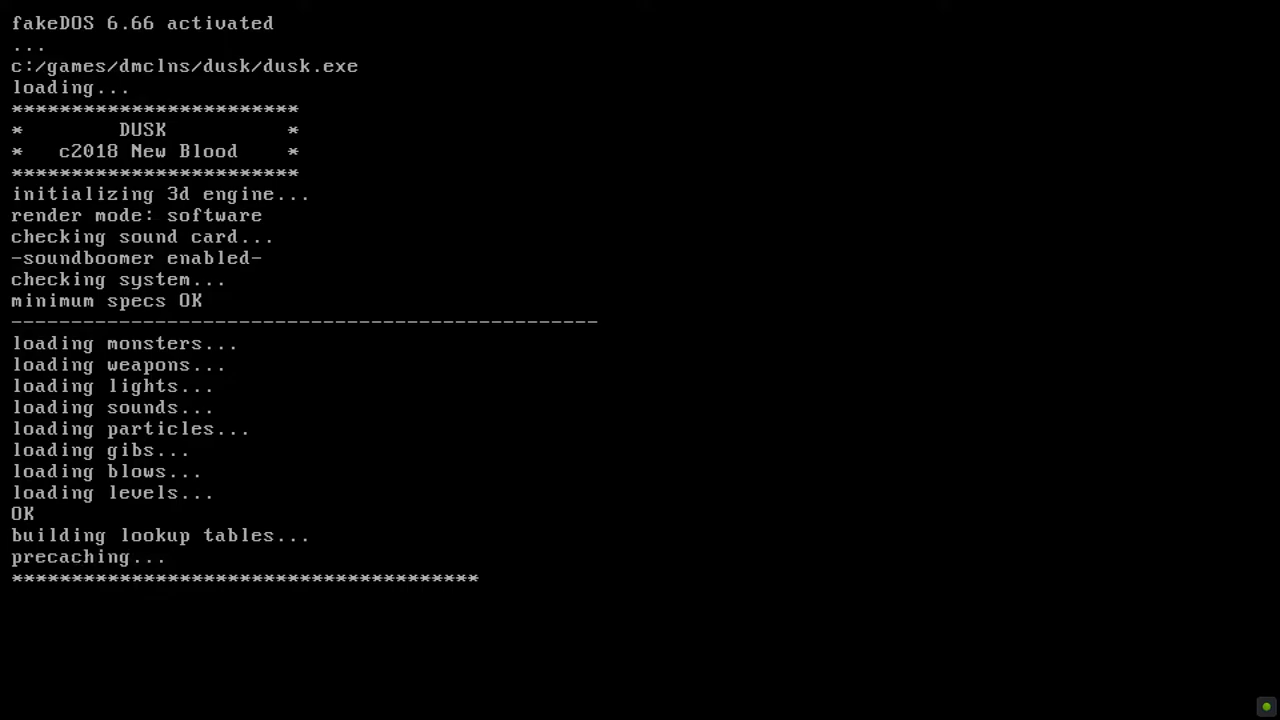 fakeDOS 6.66 activated
...
c:/games/dmclns/dusk/dusk.exe
loading...
************************
*        DUSK          *
*   c2018 New Blood    *
************************
initializing 3d engine...
render mode: software
checking sound card...
-soundboomer enabled-
checking system...
minimum specs OK
-------------------------------------------------
loading monsters...
loading weapons...
loading lights...
loading sounds...
loading particles...
loading gibs...
loading blows...
loading levels...
OK
building lookup tables...
precaching...
***************************************